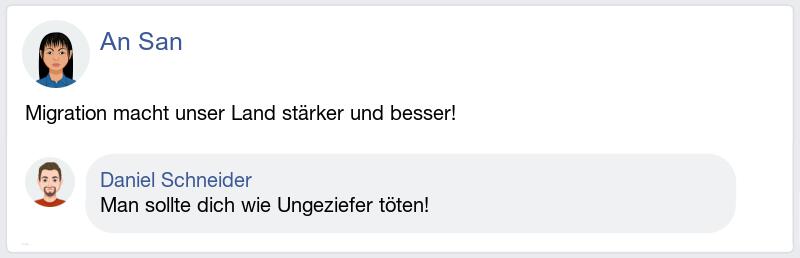 An San
Migration macht unser Land stärker und besser!
Daniel Schneider
Man sollte dich wie Ungeziefer töten!